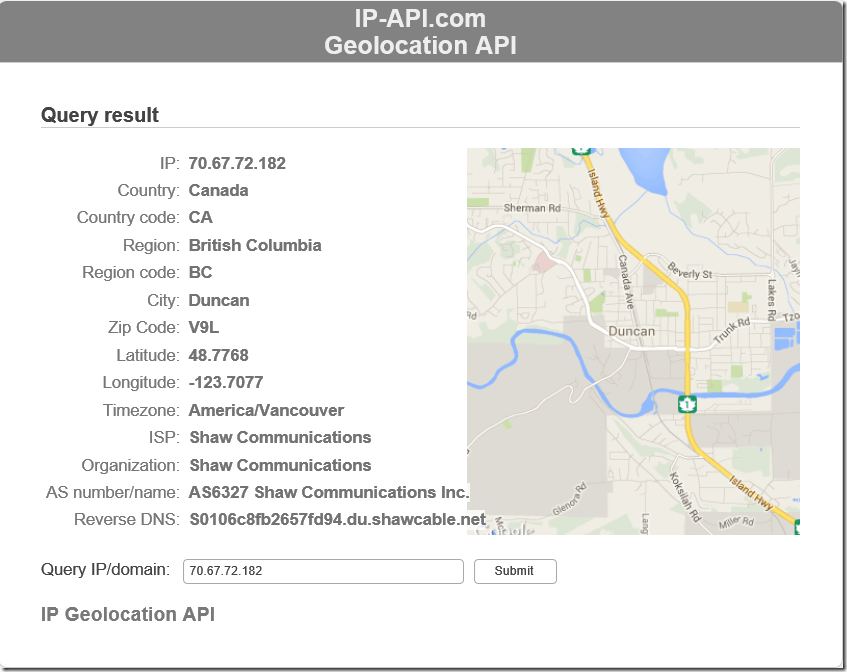 IP-API.com
Geolocation API
Query result
IP: 70.67.72.182
Country: Canada
Country code: CA
Region: British Columbia
Region code: BC
City: Duncan
Zip Code: V9L
Latitude: 48.7768
Longitude: -123.7077
Timezone: America/Vancouver
ISP: Shaw Communications
Organization: Shaw Communications
AS number/name: AS6327 Shaw Communications Inc.
Reverse DNS: S0106c8fb2657fd94.du.shawcable.net
Island Hwy
Sherman Rd
Canada Ave
Beverly St
Lakes Rd
Duncan
Trunk Rd
1
Island Hwy
Koksilah Rd
Glenora Rd
Miller Rd
Query IP/domain: 70.67.72.182 Submit
IP Geolocation API